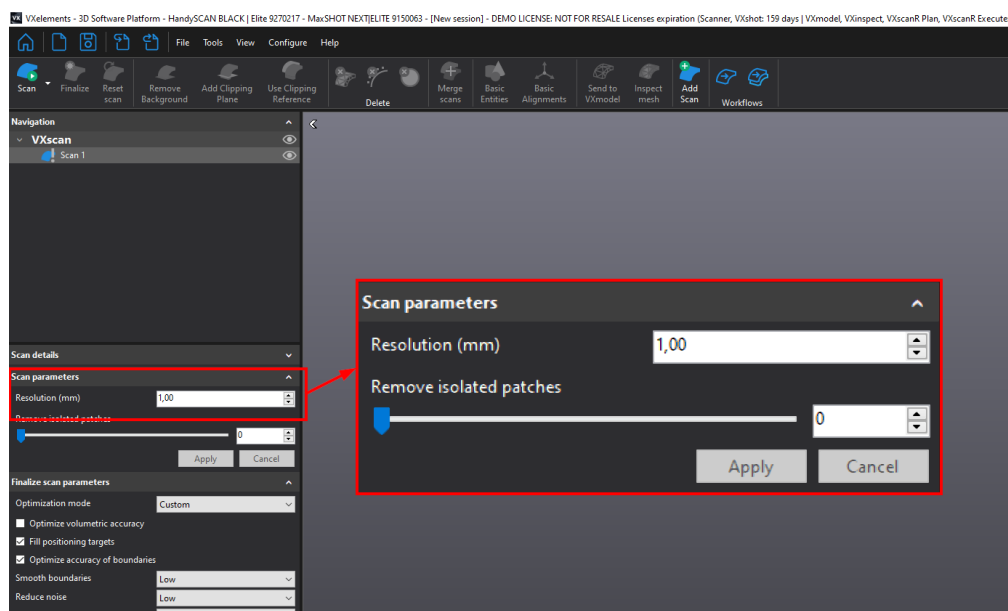 VX VXelements - 3D Software Platform - HandySCAN BLACK | Elite 9270217 - MaxSHOT NEXT|ELITE 9150063 - [New session] - DEMO LICENSE: NOT FOR RESALE Licenses expiration (Scanner, VXshot: 159 days | VXmodel, VXinspect, VXscanR Plan, VXscanR Execute
File Tools View Configure Help
Scan Finalize Reset scan Remove Background Add Clipping Plane Use Clipping Reference Delete Merge scans Basic Entities Basic Alignments Send to VXmodel Inspect mesh Add Scan Workflows
Navigation
VXscan
Scan 1
Scan details
Scan parameters
Resolution (mm) 1,00
Remove isolated patches
0
Apply Cancel
Finalize scan parameters
Optimization mode Custom
Optimize volumetric accuracy
Fill positioning targets
Optimize accuracy of boundaries
Smooth boundaries Low
Reduce noise Low
Scan parameters
Resolution (mm) 1,00
Remove isolated patches
0
Apply Cancel